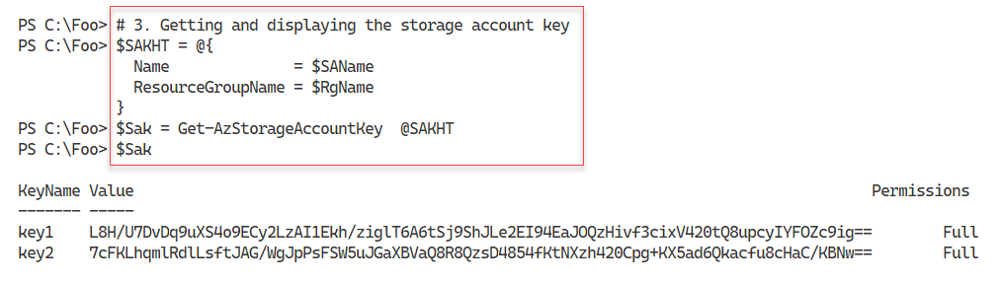 PS C:\Foo> # 3. Getting and displaying the storage account key
PS C:\Foo> $SAKHT = @{
             Name              = $SAName
             ResourceGroupName = $RgName
           }
PS C:\Foo> $Sak = Get-AzStorageAccountKey  @SAKHT
PS C:\Foo> $Sak
KeyName Value                                                                                    Permissions
------- -----
key1    L8H/U7DvDq9uXS4o9ECy2LzAI1Ekh/ziglT6A6tSj9ShJLe2EI94EaJOQzHivf3cixV420tQ8upcyIYFOZc9ig==        Full
key2    7cFKLhqmlRdlLsftJAG/WgJpPsFSW5uJGaXBVaQ8R8QzsD4854fKtNXzh420Cpg+KX5ad6Qkacfu8cHaC/KBNw==        Full